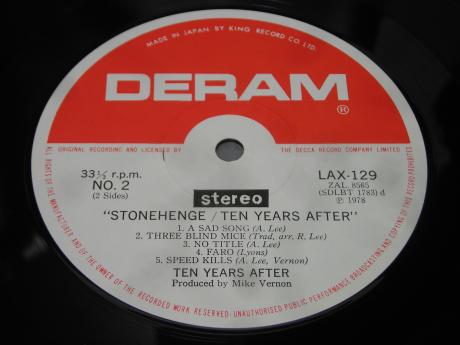 MADE IN JAPAN BY KING RECORD CO. LTD.
DERAM®
ORIGINAL RECORDING AND LICENSED BY THE DECCA RECORD COMPANY LIMITED
33⅓ r.p.m.
NO. 2
(2 Sides)
stereo
LAX-129
ZAL. 8565
(SDLBT 1783) d
℗ 1978
"STONEHENGE / TEN YEARS AFTER"
1. A SAD SONG (A. Lee)
2. THREE BLIND MICE (Trad, arr, R. Lee)
3. NO TITLE (A. Lee)
4. FARO (Lyons)
5. SPEED KILLS (A. Lee, Vernon)
TEN YEARS AFTER
Produced by Mike Vernon
ALL RIGHTS OF THE MANUFACTURER AND OF THE OWNER OF THE RECORDED WORK RESERVED · UNAUTHORISED PUBLIC PERFORMANCE BROADCASTING AND COPYING OF THIS RECORD PROHIBITED